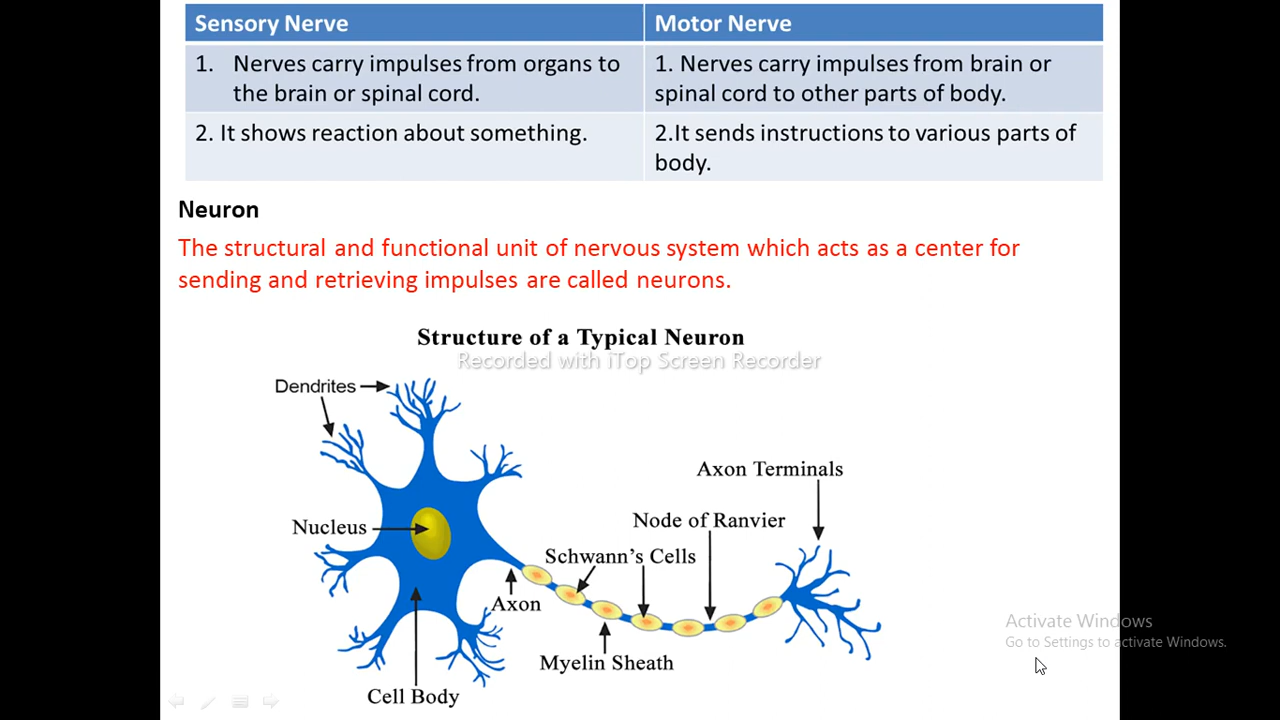 Sensory Nerve
Motor Nerve
1. Nerves carry impulses from organs to
the brain or spinal cord.
1. Nerves carry impulses from brain or
spinal cord to other parts of body.
2. It shows reaction about something.
2.It sends instructions to various parts of
body.
Neuron
The structural and functional unit of nervous system which acts as a center for
sending and retrieving impulses are called neurons.
Structure of a Typical Neuron
Recorded with iTop Screen Recorder
Dendrites
Axon Terminals
Node of Ranvier
Nucleus
Schwann's Cells
Axon
Myelin Sheath
Cell Body
Activate Windows
Go to Settings to activate Windows.